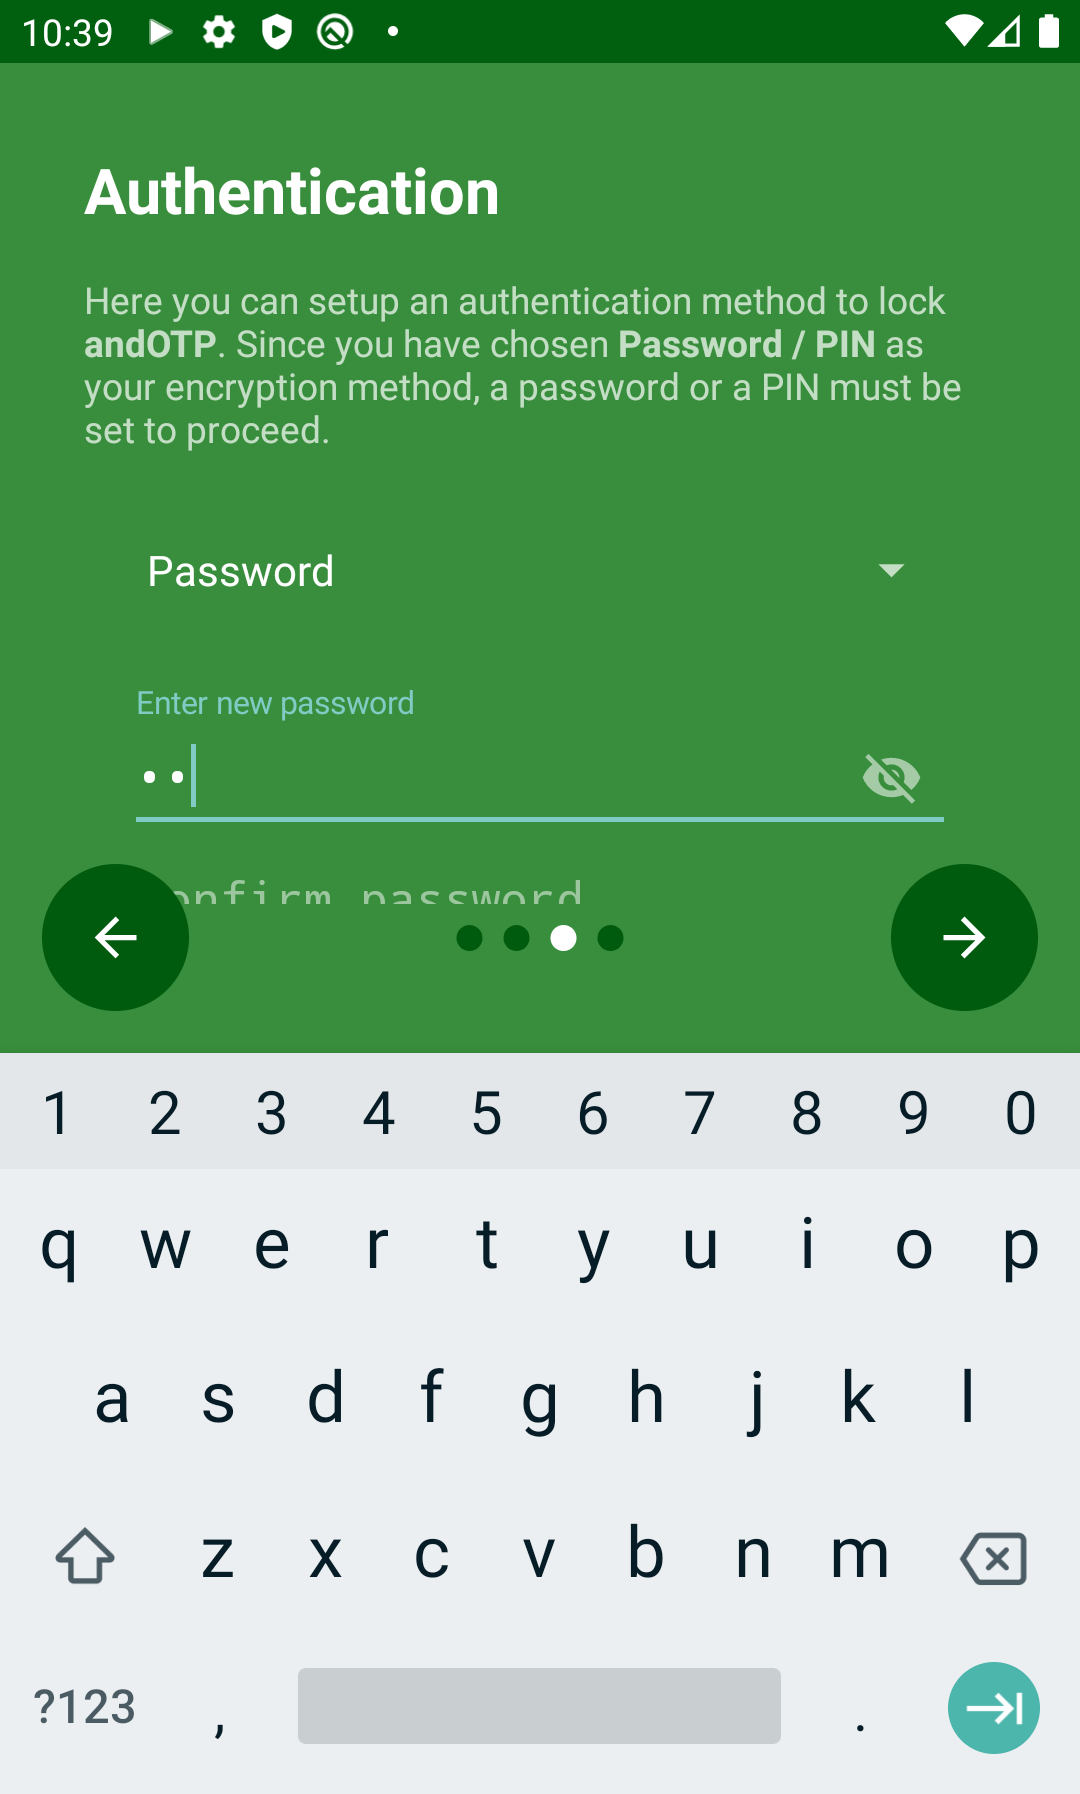 10:39
Authentication
Here you can setup an authentication method to lock
andOTP. Since you have chosen Password / PIN as
your encryption method, a password or a PIN must be
set to proceed.
Password
Enter new password
onfirm password
1 2 3 4 5 6 7 8 9 0
q w e r t y u i o p
a s d f g h j k l
z x c v b n m
?123 , .